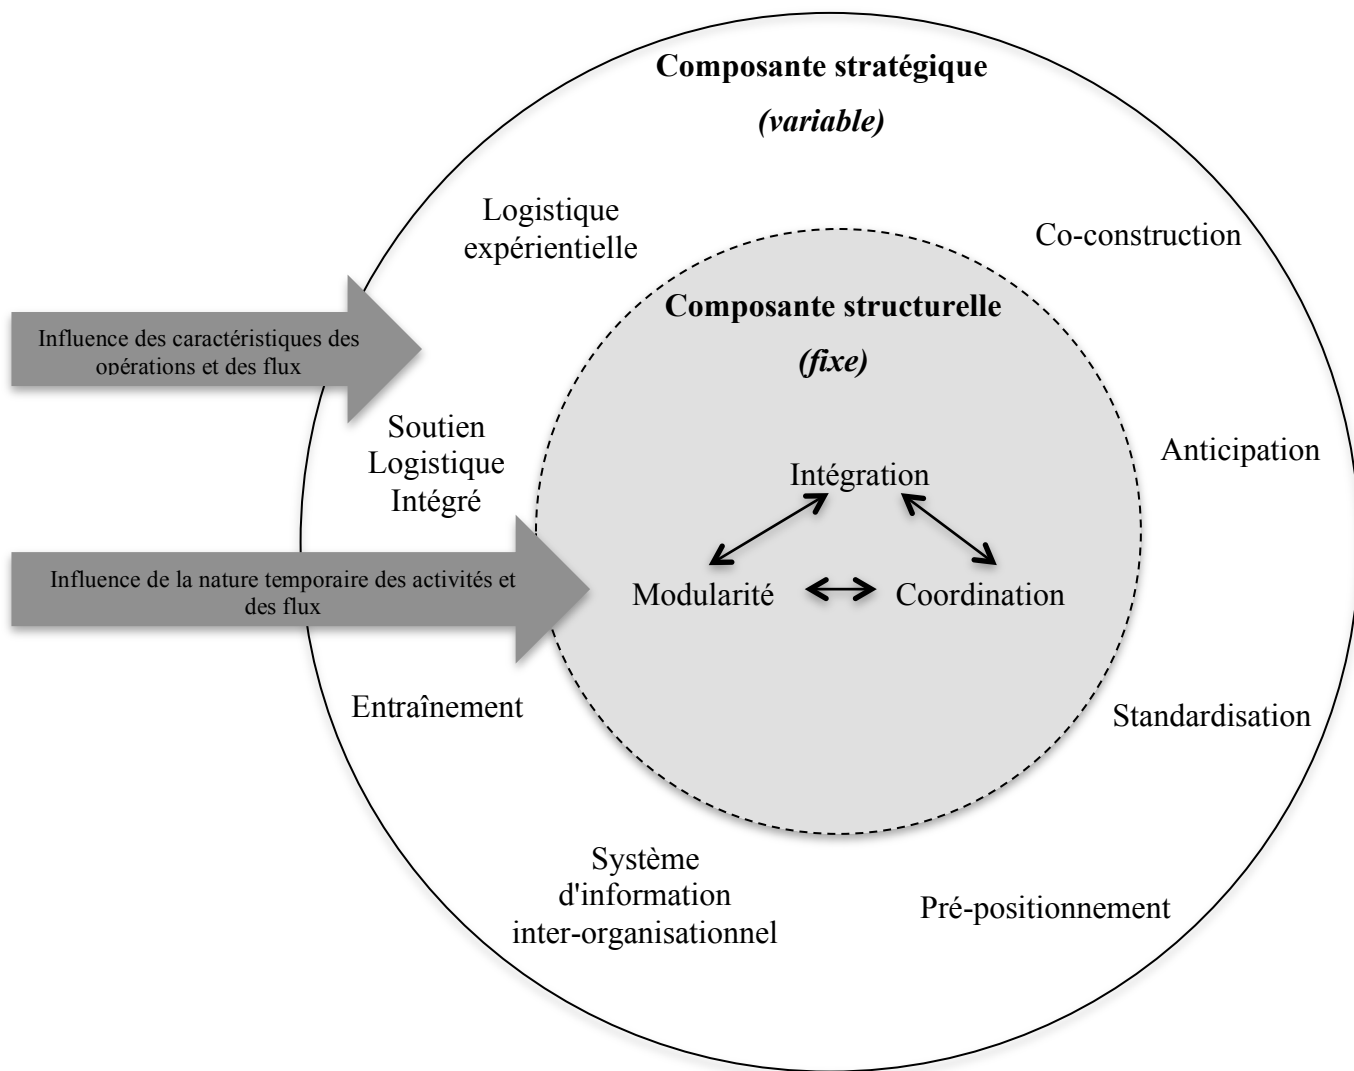 Composante stratégique
(variable)
Logistique
expérientielle
Co-construction
Composante structurelle
(fixe)
Influence des caractéristiques des
opérations et des flux
Soutien
Logistique
Intégré
Anticipation
Intégration
Influence de la nature temporaire des activités et
des flux
Modularité
Coordination
Entraînement
Standardisation
Système
d'information
inter-organisationnel
Pré-positionnement